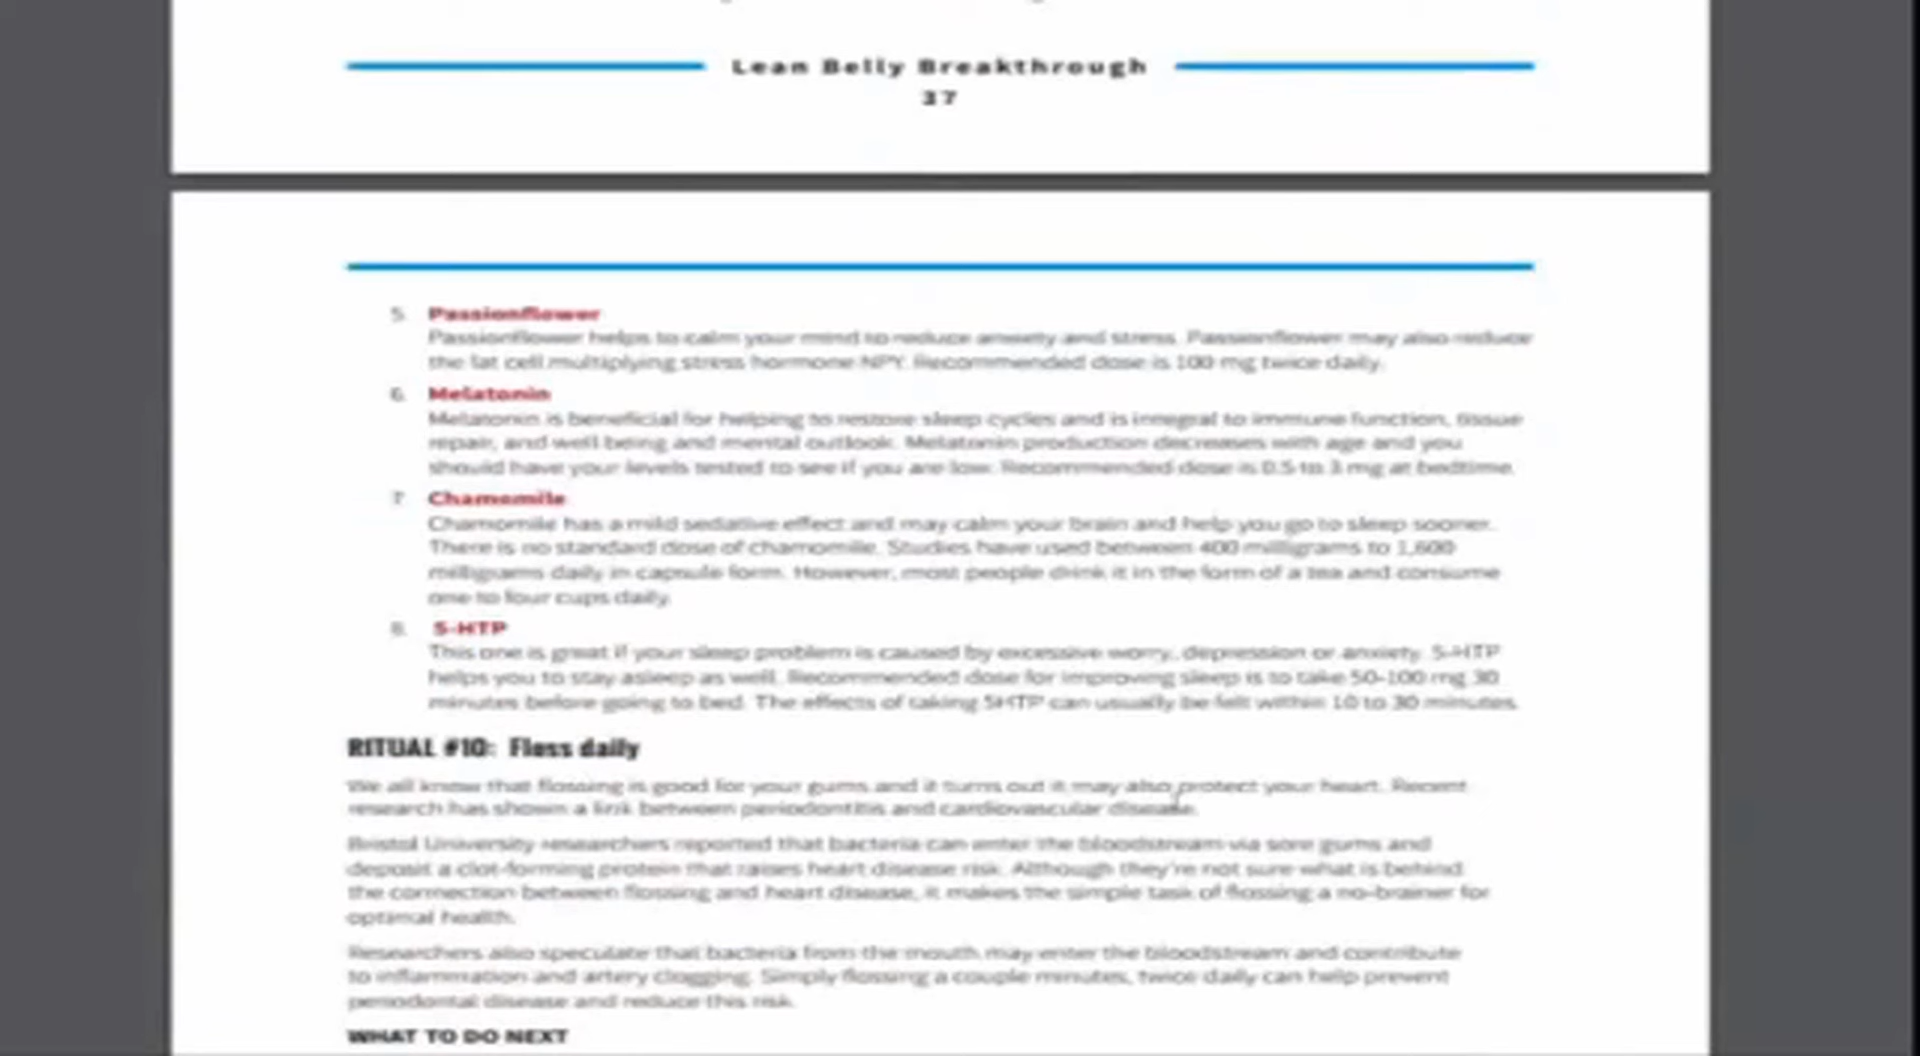 Lean Belly Breakthrough
37
5. Passionflower
Passionflower helps to calm your mind to reduce anxiety and stress. Passionflower may also reduce
the fat cell multiplying stress hormone NPY. Recommended dose is 100 mg twice daily.
6. Melatonin
Melatonin is beneficial for helping to restore sleep cycles and is integral to immune function, tissue
repair, and well being and mental outlook. Melatonin production decreases with age and you
should have your levels tested to see if you are low. Recommended dose is 0.5 to 3 mg at bedtime.
7. Chamomile
Chamomile has a mild sedative effect and may calm your brain and help you go to sleep sooner.
There is no standard dose of chamomile. Studies have used between 400 milligrams to 1,600
milligrams daily in capsule form. However, most people drink it in the form of a tea and consume
one to four cups daily.
8. 5-HTP
This one is great if your sleep problem is caused by excessive worry, depression or anxiety. 5-HTP
helps you to stay asleep as well. Recommended dose for improving sleep is to take 50-100 mg 30
minutes before going to bed. The effects of taking 5HTP can usually be felt within 10 to 30 minutes.
RITUAL #10: Floss daily
We all know that flossing is good for your gums and it turns out it may also protect your heart. Recent
research has shown a link between periodontitis and cardiovascular disease.
Bristol University researchers reported that bacteria can enter the bloodstream via sore gums and
deposit a clot-forming protein that raises heart disease risk. Although they're not sure what is behind
the connection between flossing and heart disease, it makes the simple task of flossing a no-brainer for
optimal health.
Researchers also speculate that bacteria from the mouth may enter the bloodstream and contribute
to inflammation and artery clogging. Simply flossing a couple minutes, twice daily can help prevent
periodontal disease and reduce this risk.
WHAT TO DO NEXT